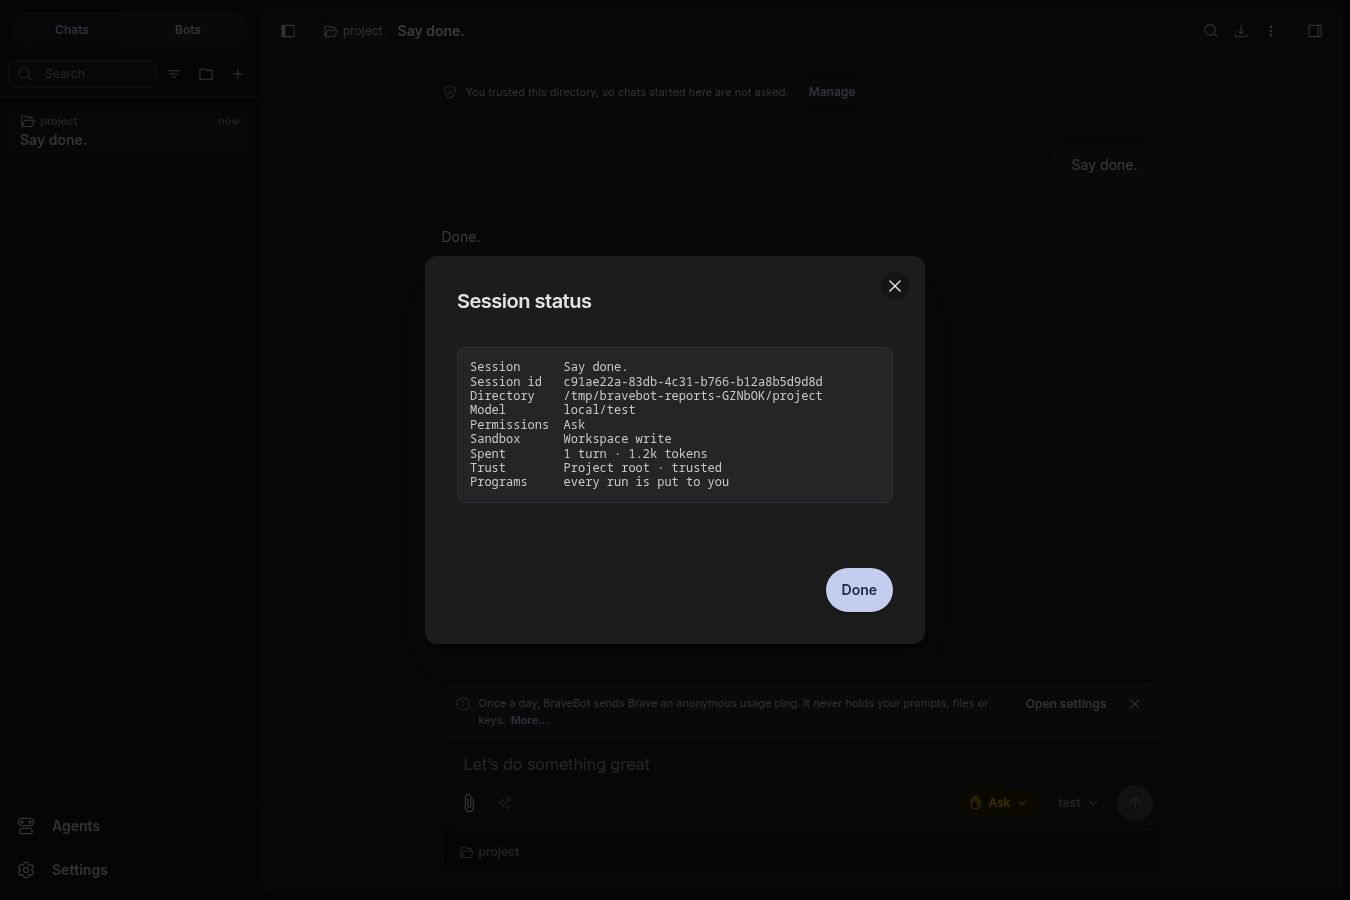 Chats
Bots
Search
project
now
Say done.
Agents
Settings
project
Say done.
You trusted this directory, so chats started here are not asked.
Manage
Say done.
Done.
Session status
Session Say done.
Session id c91ae22a-83db-4c31-b766-b12a8b5d9d8d
Directory /tmp/bravebot-reports-GZNbOK/project
Model local/test
Permissions Ask
Sandbox Workspace write
Spent 1 turn · 1.2k tokens
Trust Project root · trusted
Programs every run is put to you
Done
Once a day, BraveBot sends Brave an anonymous usage ping. It never holds your prompts, files or
keys. More...
Open settings
Let's do something great
Ask
test
project